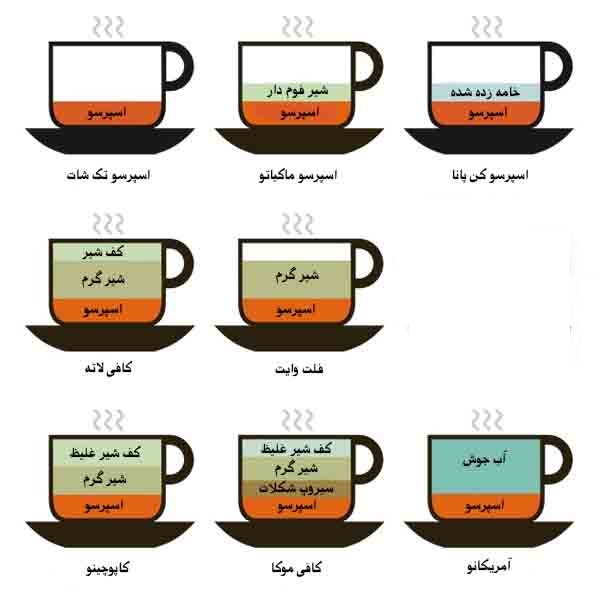 خامه زده شده
اسپرسو
اسپرسو کن پانا
شیر فوم دار
اسپرسو
اسپرسو ماکیاتو
اسپرسو
اسپرسو تک شات
شیر گرم
اسپرسو
فلت وایت
کف شیر
شیر گرم
اسپرسو
کافی لاته
آب جوش
اسپرسو
آمریکانو
کف شیر غلیظ
شیر گرم
سیروپ شکلات
اسپرسو
کافی موکا
کف شیر غلیظ
شیر گرم
اسپرسو
کاپوچینو